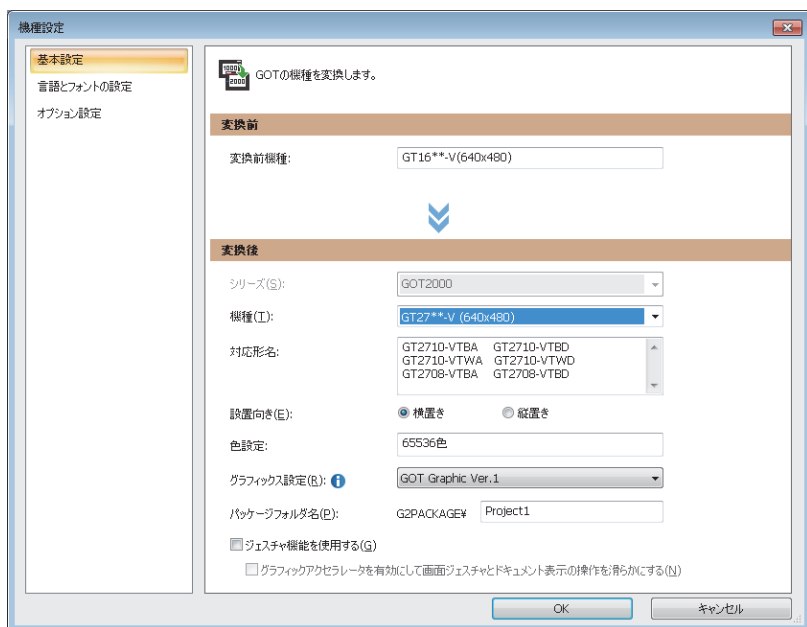 機種設定
基本設定
言語とフォントの設定
オプション設定
1000
2000
GOTの機種を変換します。
変換前
変換前機種:
GT16**-V(640x480)
変換後
シリーズ(S):
GOT2000
機種(T):
GT27**-V (640x480)
対応形名:
GT2710-VTBA GT2710-VTBD
GT2710-VTWA GT2710-VTWD
GT2708-VTBA GT2708-VTBD
設置向き(E):
横置き 縦置き
色設定:
65536色
グラフィックス設定(R):
GOT Graphic Ver.1
パッケージフォルダ名(P):
G2PACKAGE¥ Project1
ジェスチャ機能を使用する(G)
グラフィックアクセラレータを有効にして画面ジェスチャとドキュメント表示の操作を滑らかにする(N)
OK キャンセル